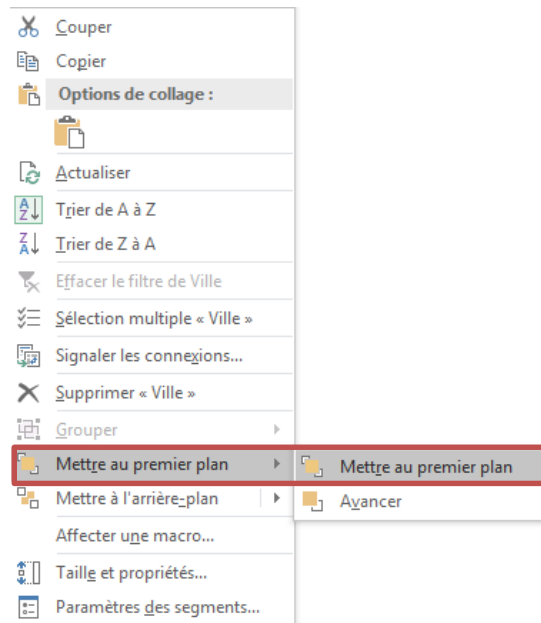 Couper
Copier
Options de collage :
Actualiser
Trier de A à Z
Trier de Z à A
Effacer le filtre de Ville
Sélection multiple « Ville »
Signaler les connexions...
Supprimer « Ville »
Grouper
Mettre au premier plan Mettre au premier plan
Mettre à l'arrière-plan Avancer
Affecter une macro...
Taille et propriétés...
Paramètres des segments...